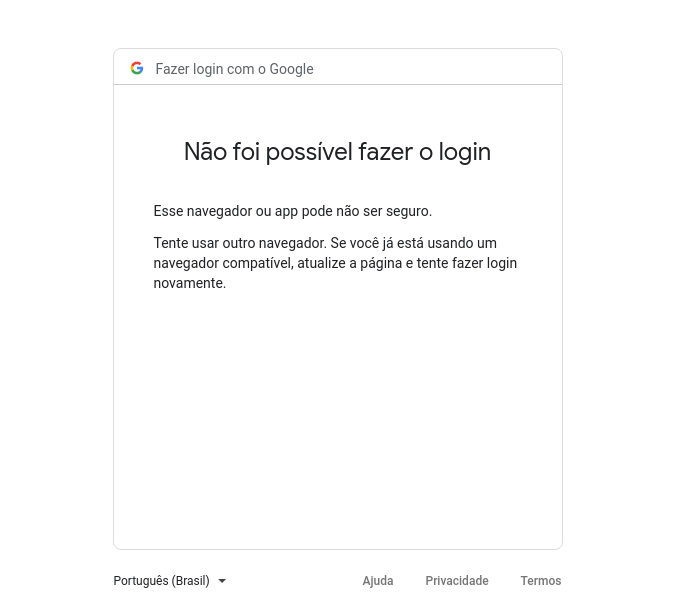 Fazer login com o Google
Não foi possível fazer o login
Esse navegador ou app pode não ser seguro.
Tente usar outro navegador. Se você já está usando um
navegador compatível, atualize a página e tente fazer login
novamente.
Português (Brasil)
Ajuda
Privacidade
Termos